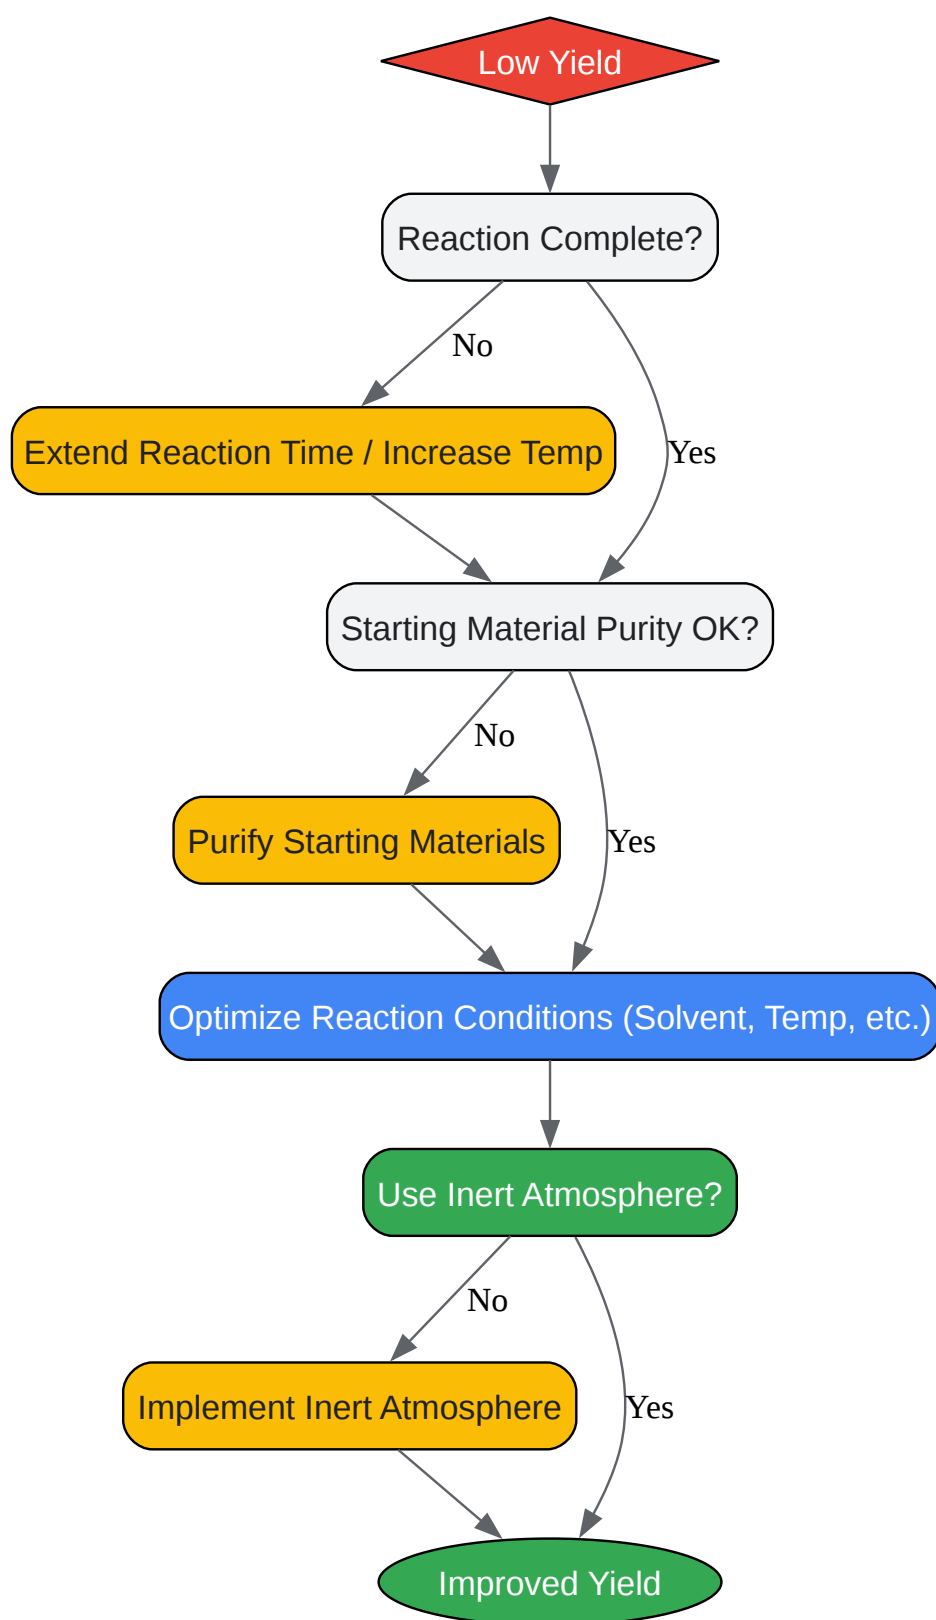 Low Yield
Reaction Complete?
No
Extend Reaction Time / Increase Temp
Yes
Starting Material Purity OK?
No
Purify Starting Materials
Yes
Optimize Reaction Conditions (Solvent, Temp, etc.)
Use Inert Atmosphere?
No
Implement Inert Atmosphere
Yes
Improved Yield